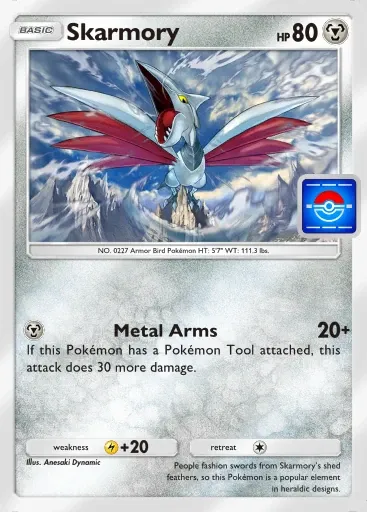 BASIC Skarmory HP 80
NO. 0227 Armor Bird Pokémon HT: 5'7" WT: 111.3 lbs.
Metal Arms 20+
If this Pokémon has a Pokémon Tool attached, this
attack does 30 more damage.
weakness +20 retreat
Illus. Anesaki Dynamic
People fashion swords from Skarmory's shed
feathers, so this Pokémon is a popular element
in heraldic designs.